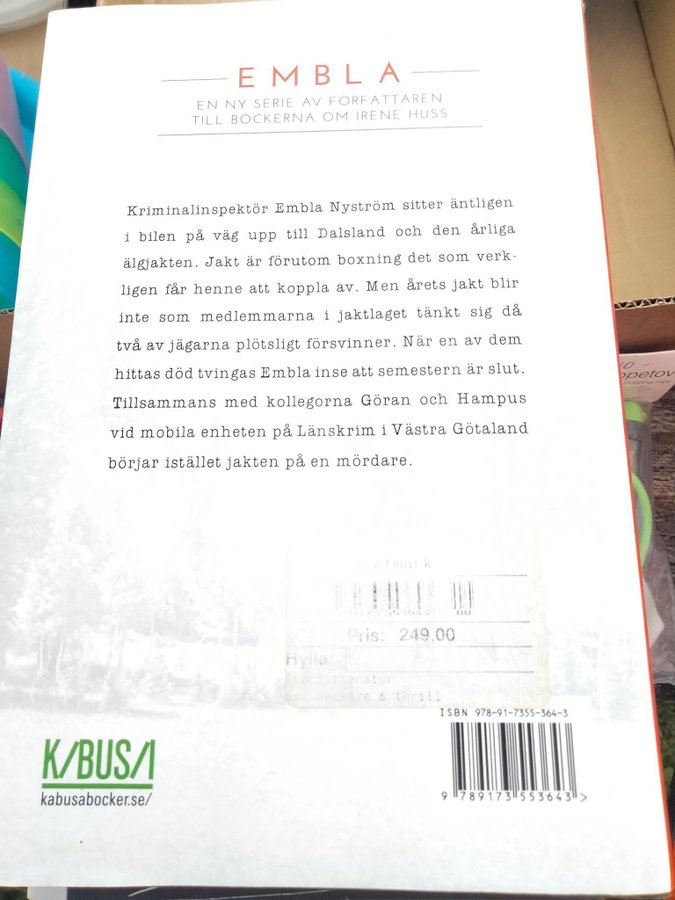 EMBLA
EN NY SERIE AV FÖRFATTAREN
TILL BÖCKERNA OM IRENE HUSS
Kriminalinspektör Embla Nyström sitter äntligen
i bilen på väg upp till Dalsland och den årliga
älgjakten. Jakt är förutom boxning det som verk-
ligen får henne att koppla av. Men årets jakt blir
inte som medlemmarna i jaktlaget tänkt sig då
två av jägarna plötsligt försvinner. När en av dem
hittas död tvingas Embla inse att semestern är slut.
Tillsammans med kollegorna Göran och Hampus
vid mobila enheten på Länskrim i Västra Götaland
börjar istället jakten på en mördare.
Pris: 249.00
Hylla:
Skönlitteratur
Deckare & thrill
ISBN 978-91-7355-364-3
9 789173 553643 >
K/BUS/\
kabusabocker.se/